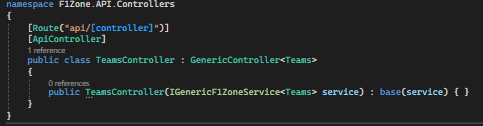 namespace F1Zone.API.Controllers
{
[Route("api/[controller]")]
[ApiController]
1 reference
public class TeamsController : GenericController<Teams>
{
0 references
public TeamsController(IGenericF1ZoneService<Teams> service) : base(service) { }
}
}